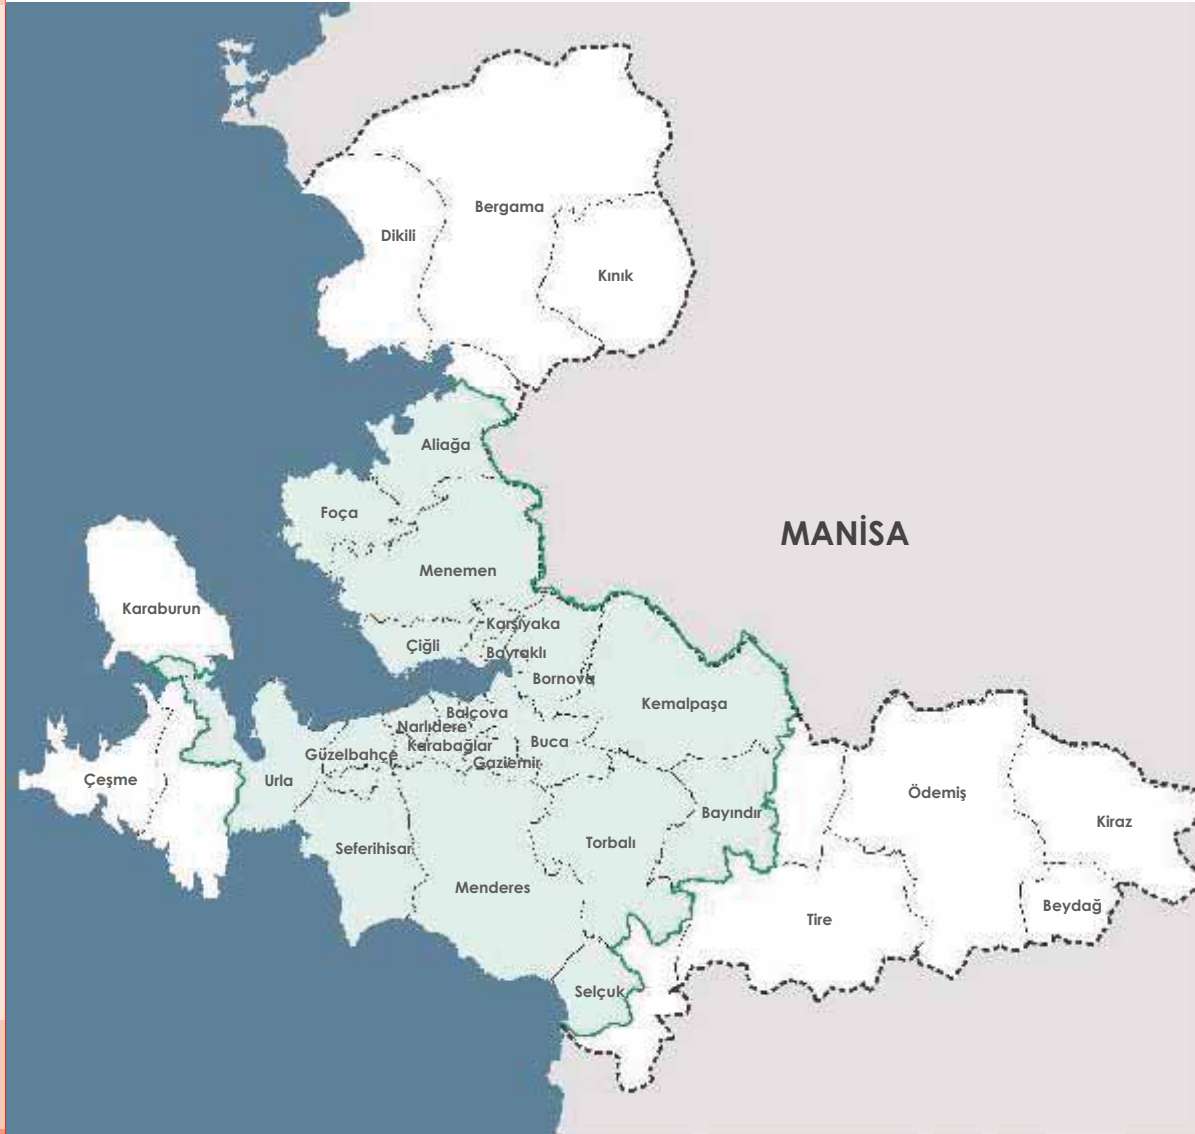 Bergama
Dikili
Kınık
Aliağa
Foça
MANİSA
Menemen
Karaburun
Karşıyaka
Çiğli
Bayraklı
Bornova
Kemalpaşa
Balçova
Narlıdere
Buca
Karabağlar
Güzelbahçe
Gaziemir
Çeşme
Urla
Ödemiş
Bayındır
Kiraz
Torbalı
Seferihisar
Menderes
Beydağ
Tire
Selçuk